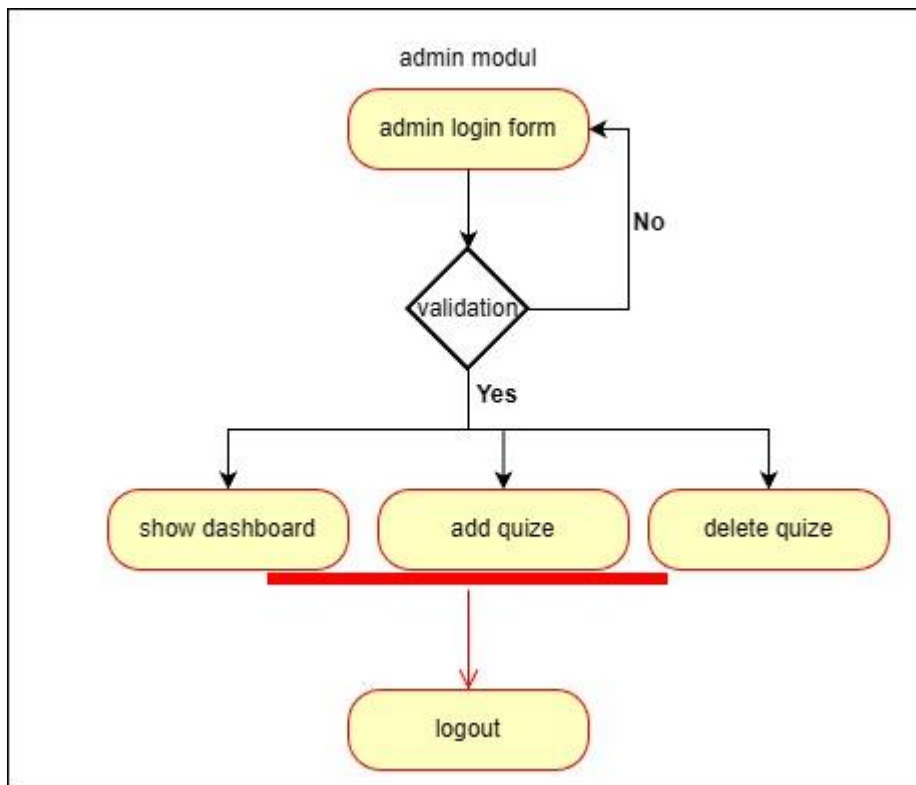 admin modul
admin login form
No
validation
Yes
show dashboard
add quize
delete quize
logout